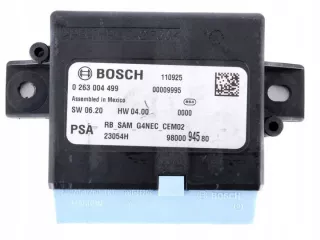 BOSCH 110925
0 263 004 499 00009995
Assembled in Mexico
SW 06.20 HW 04.00 0000
RB_SAM_G4NEC_CEM02
PSA 23054H 98000 945 80